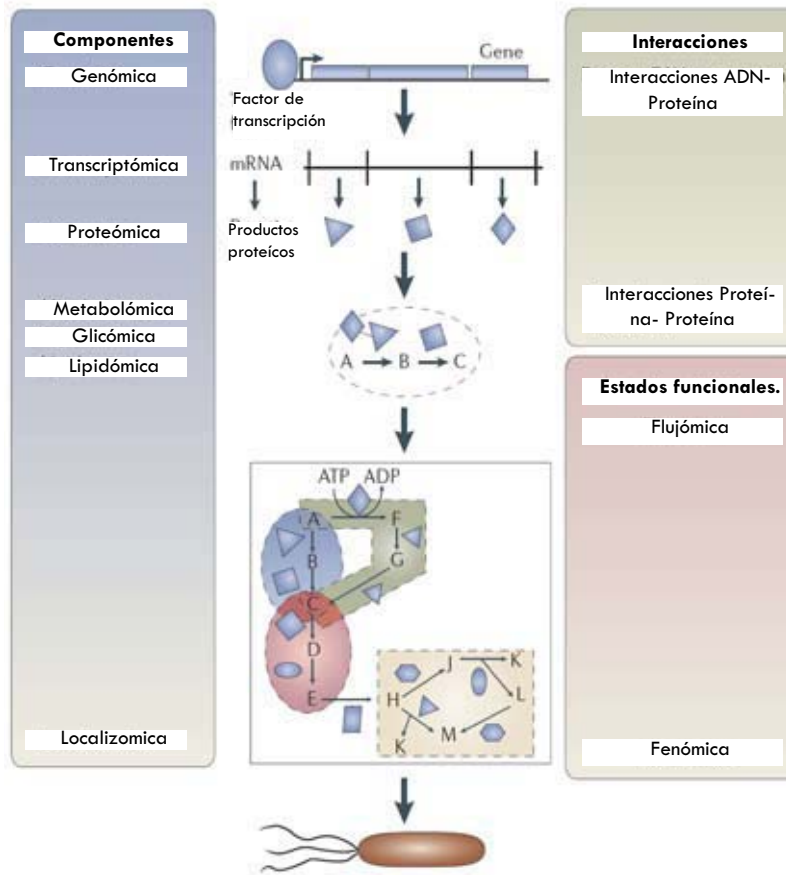 Componentes
Genómica
Transcriptómica
Proteómica
Metabolómica
Glicómica
Lipidómica
Localizomica
Gene
Factor de
transcripción
mRNA
Productos
proteícos
A B C
ATP ADP
A F
B G
C
D
E
H J K
L
M
K
Interacciones
Interacciones ADN-
Proteína
Interacciones Proteí-
na- Proteína
Estados funcionales.
Flujómica
Fenómica